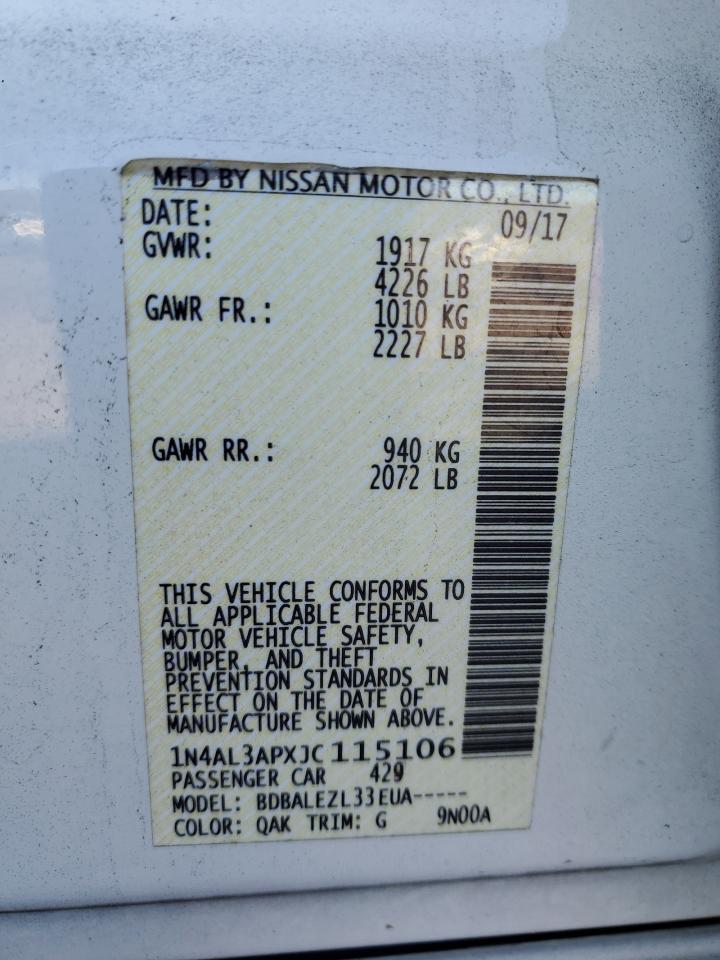 MFD BY NISSAN MOTOR CO., LTD.
DATE: 09/17
GVWR: 1917 KG
4226 LB
GAWR FR.: 1010 KG
2227 LB
GAWR RR.: 940 KG
2072 LB
THIS VEHICLE CONFORMS TO
ALL APPLICABLE FEDERAL
MOTOR VEHICLE SAFETY,
BUMPER, AND THEFT
PREVENTION STANDARDS IN
EFFECT ON THE DATE OF
MANUFACTURE SHOWN ABOVE.
1N4AL3APXJC115106
PASSENGER CAR 429
MODEL: BDBALEZL33EUA-----
COLOR: QAK TRIM: G 9N00A